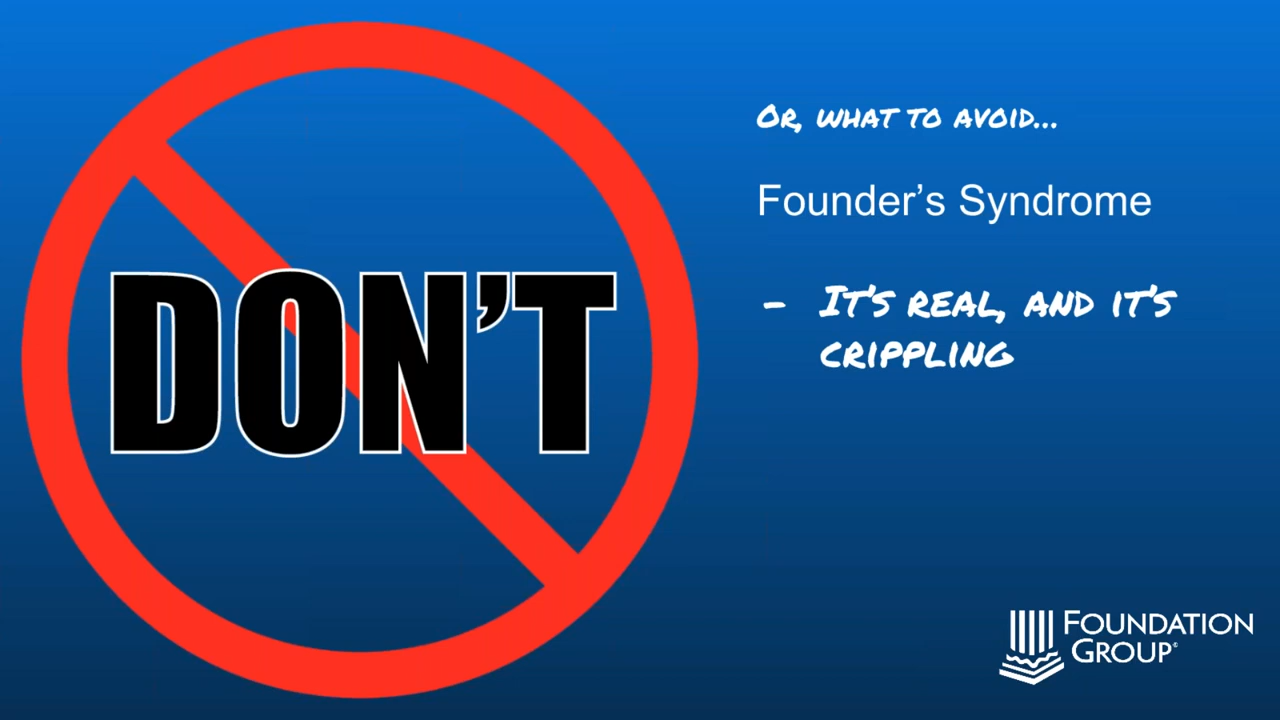 DON'T
Or, what to avoid...
Founder's Syndrome
- It's real, and it's
crippling
Foundation
Group®